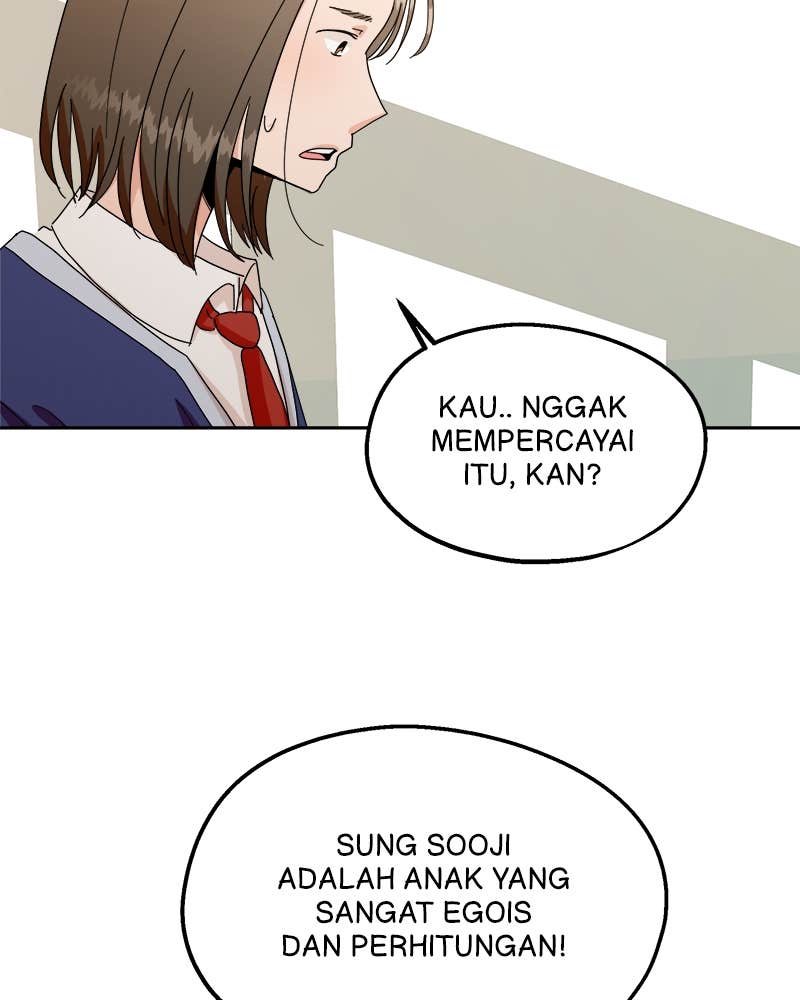 KAU.. NGGAK
MEMPERCAYAI
ITU, KAN?
SUNG SOOJI
ADALAH ANAK YANG
SANGAT EGOIS
DAN PERHITUNGAN!